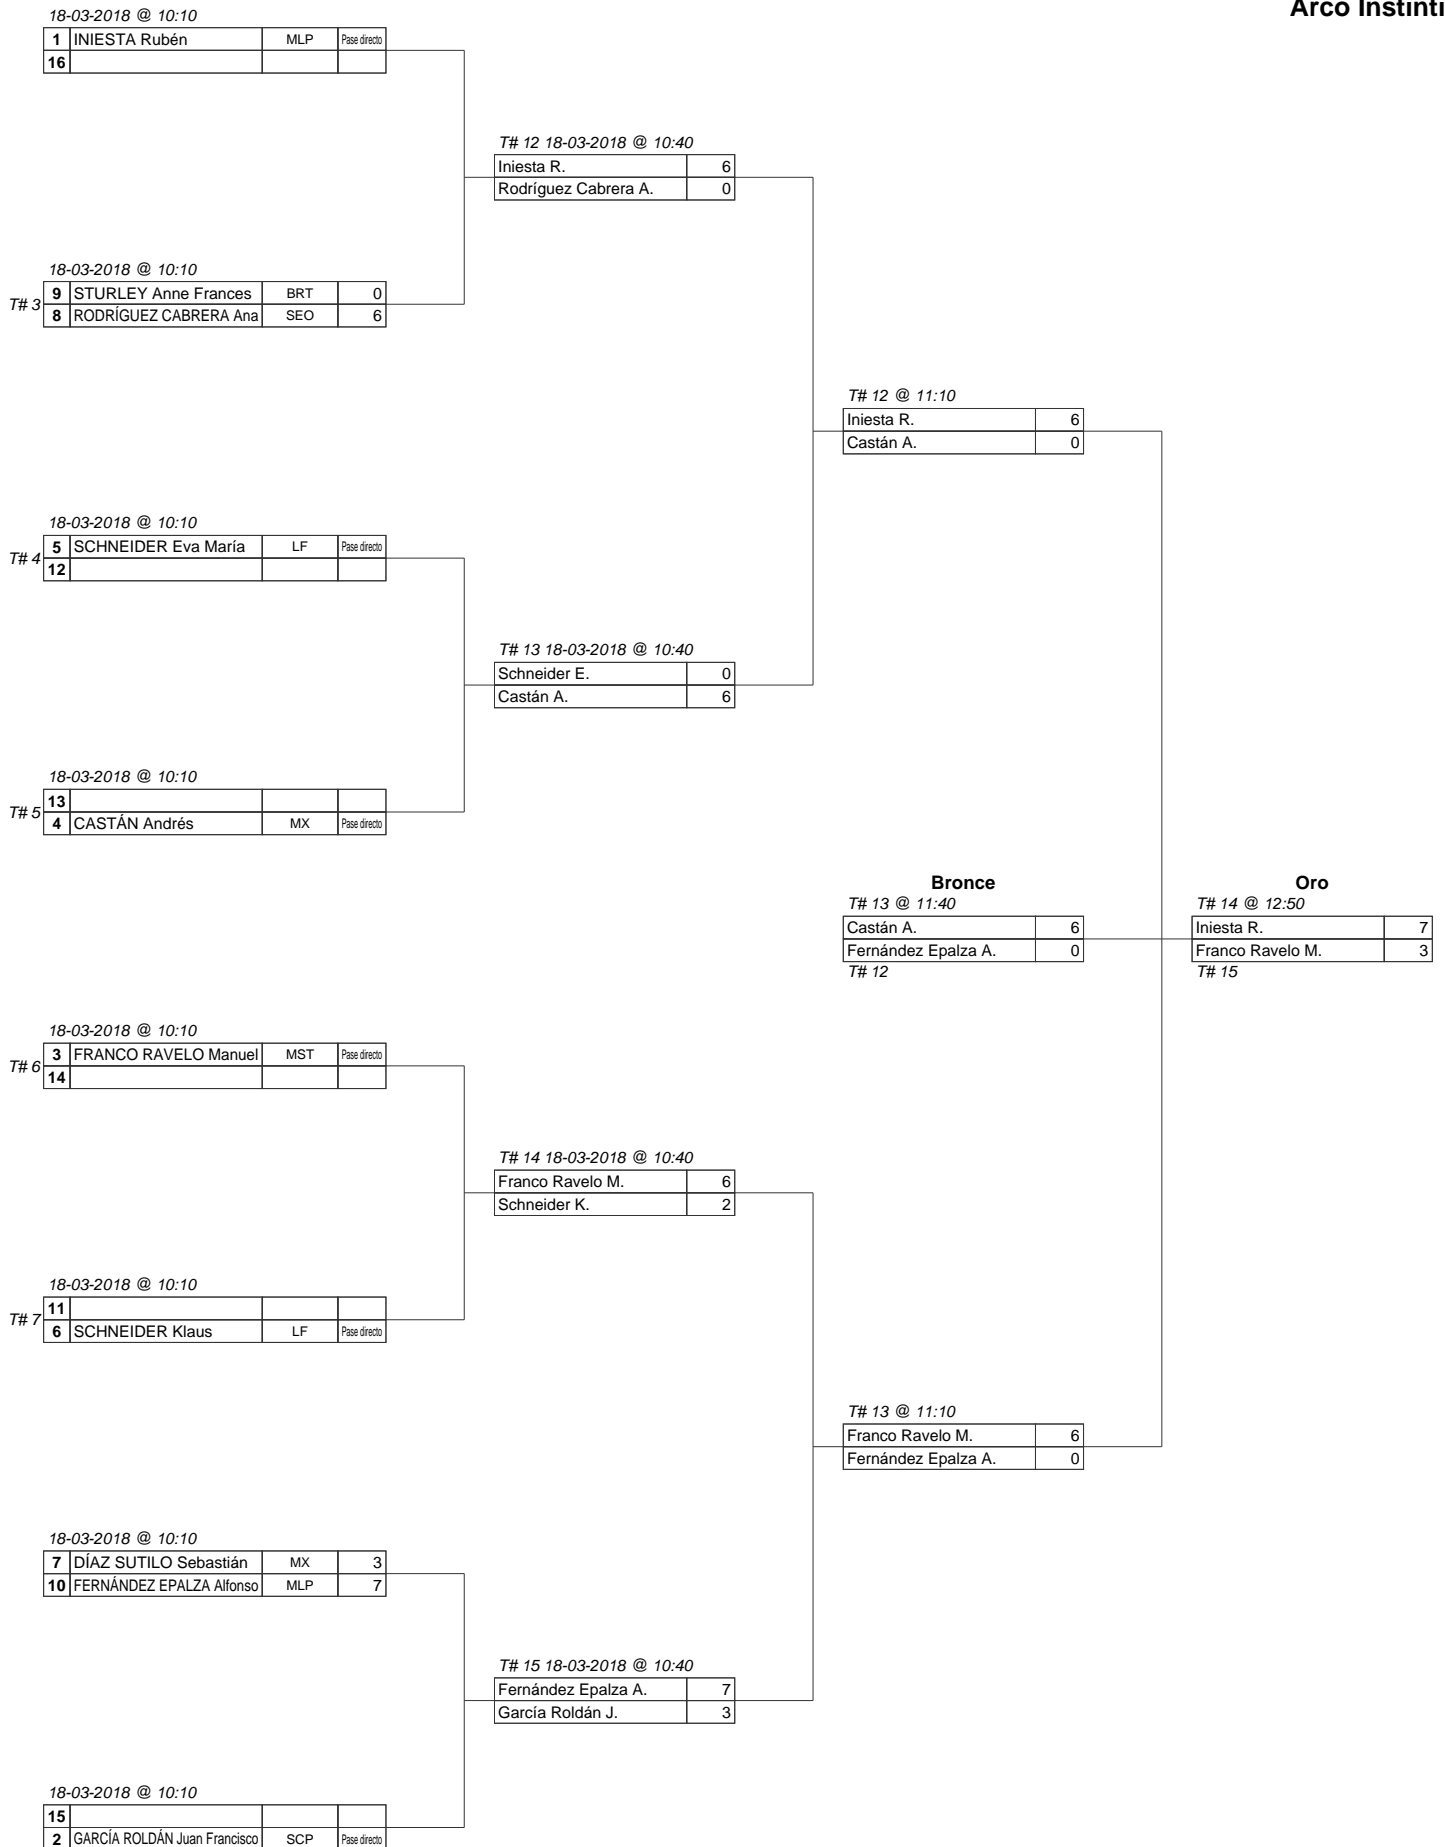 Arco Instinti
18-03-2018 @ 10:10
1 INIESTA Rubén MLP Pase directo
16
T# 12 18-03-2018 @ 10:40
Iniesta R. 6
Rodríguez Cabrera A. 0
18-03-2018 @ 10:10
T# 3
9 STURLEY Anne Frances BRT 0
8 RODRÍGUEZ CABRERA Ana SEO 6
T# 12 @ 11:10
Iniesta R. 6
Castán A. 0
18-03-2018 @ 10:10
T# 4
5 SCHNEIDER Eva María LF Pase directo
12
T# 13 18-03-2018 @ 10:40
Schneider E. 0
Castán A. 6
18-03-2018 @ 10:10
T# 5
13
4 CASTÁN Andrés MX Pase directo
Bronce
T# 13 @ 11:40
Castán A. 6
Fernández Epalza A. 0
T# 12
Oro
T# 14 @ 12:50
Iniesta R. 7
Franco Ravelo M. 3
T# 15
18-03-2018 @ 10:10
T# 6
3 FRANCO RAVELO Manuel MST Pase directo
14
T# 14 18-03-2018 @ 10:40
Franco Ravelo M. 6
Schneider K. 2
18-03-2018 @ 10:10
T# 7
11
6 SCHNEIDER Klaus LF Pase directo
T# 13 @ 11:10
Franco Ravelo M. 6
Fernández Epalza A. 0
18-03-2018 @ 10:10
7 DÍAZ SUTILO Sebastián MX 3
10 FERNÁNDEZ EPALZA Alfonso MLP 7
T# 15 18-03-2018 @ 10:40
Fernández Epalza A. 7
García Roldán J. 3
18-03-2018 @ 10:10
15
2 GARCÍA ROLDÁN Juan Francisco SCP Pase directo